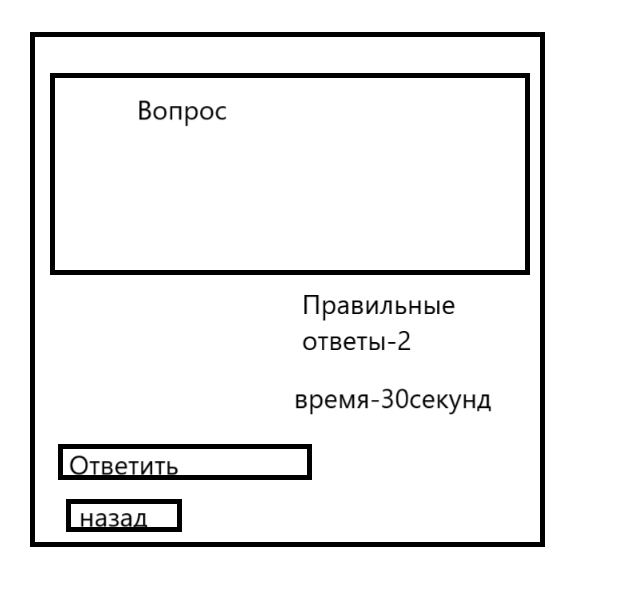 Вопрос
Правильные
ответы-2
время-30секунд
Ответить
назад